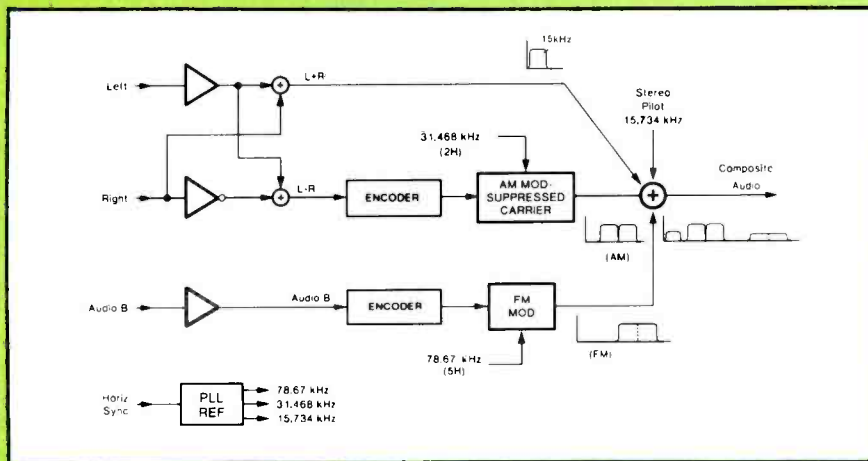 15kHz
Left
L+R
Stereo
Pilot
15,734 kHz
31,468 kHz
(2H)
Composite
Audio
Right
L-R
ENCODER
AM MOD-
SUPPRESSED
CARRIER
+
(AM)
Audio B
Audio B
ENCODER
FM
MOD
(FM)
78.67 kHz
(5H)
Horiz
Sync
PLL
REF
78.67 kHz
31,468 kHz
15,734 kHz